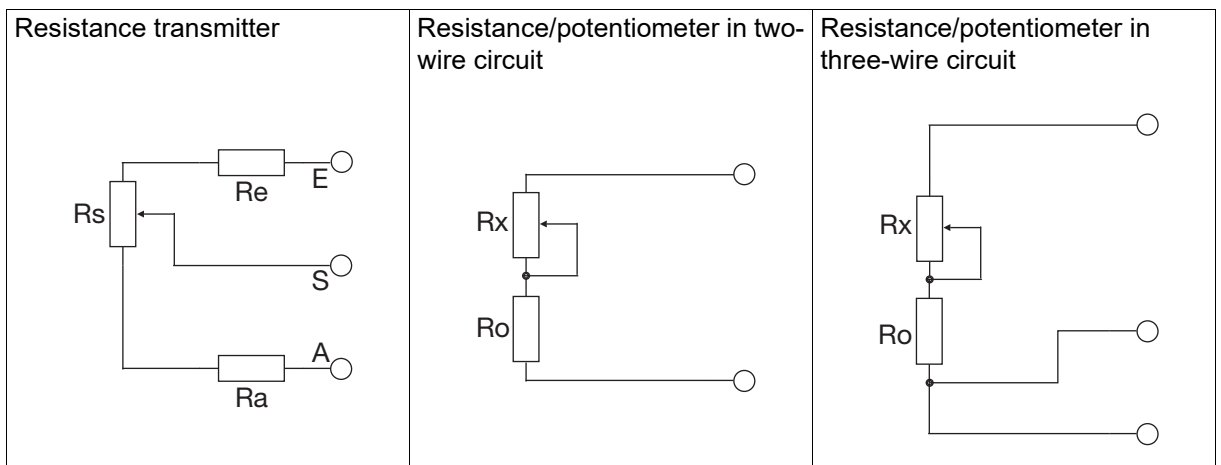 Resistance transmitter
Re
E
Rs
S
A
Ra
Resistance/potentiometer in two-
wire circuit
Rx
Ro
Resistance/potentiometer in
three-wire circuit
Rx
Ro